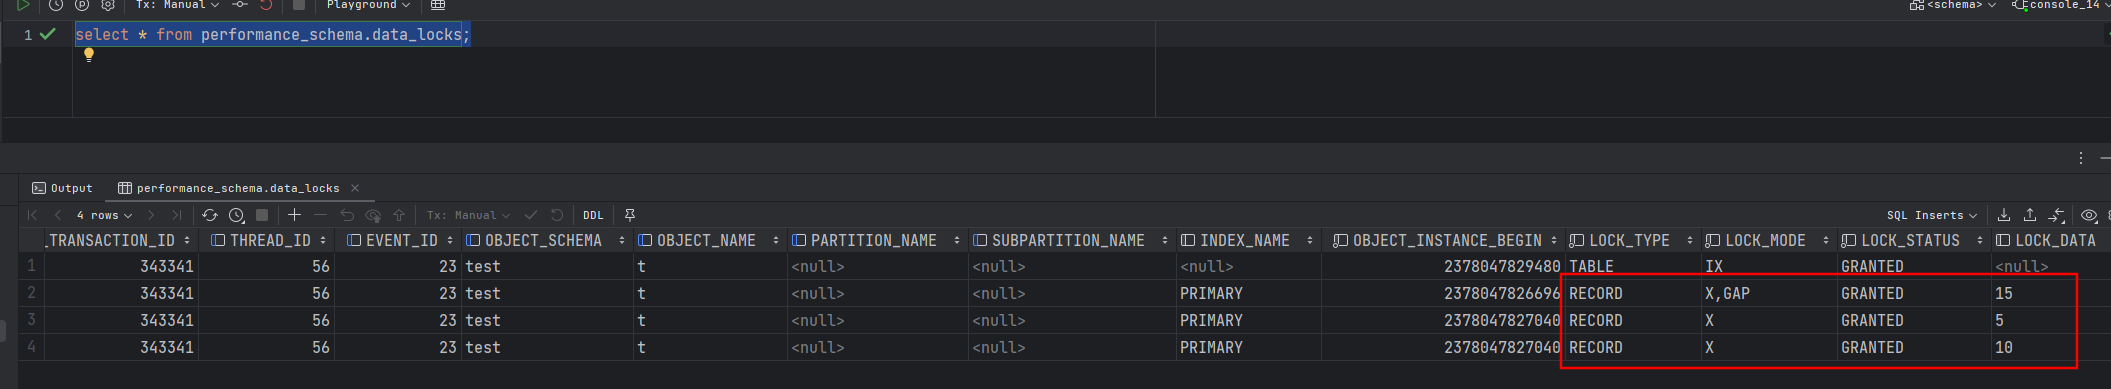 Tx: Manual Playground <schema> console_14
1 select * from performance_schema.data_locks;
Output performance_schema.data_locks
4 rows Tx: Manual DDL SQL Inserts
_TRANSACTION_ID THREAD_ID EVENT_ID OBJECT_SCHEMA OBJECT_NAME PARTITION_NAME SUBPARTITION_NAME INDEX_NAME OBJECT_INSTANCE_BEGIN LOCK_TYPE LOCK_MODE LOCK_STATUS LOCK_DATA
1 343341 56 23 test t <null> <null> <null> 2378047829480 TABLE IX GRANTED <null>
2 343341 56 23 test t <null> <null> PRIMARY 2378047826696 RECORD X,GAP GRANTED 15
3 343341 56 23 test t <null> <null> PRIMARY 2378047827040 RECORD X GRANTED 5
4 343341 56 23 test t <null> <null> PRIMARY 2378047827040 RECORD X GRANTED 10